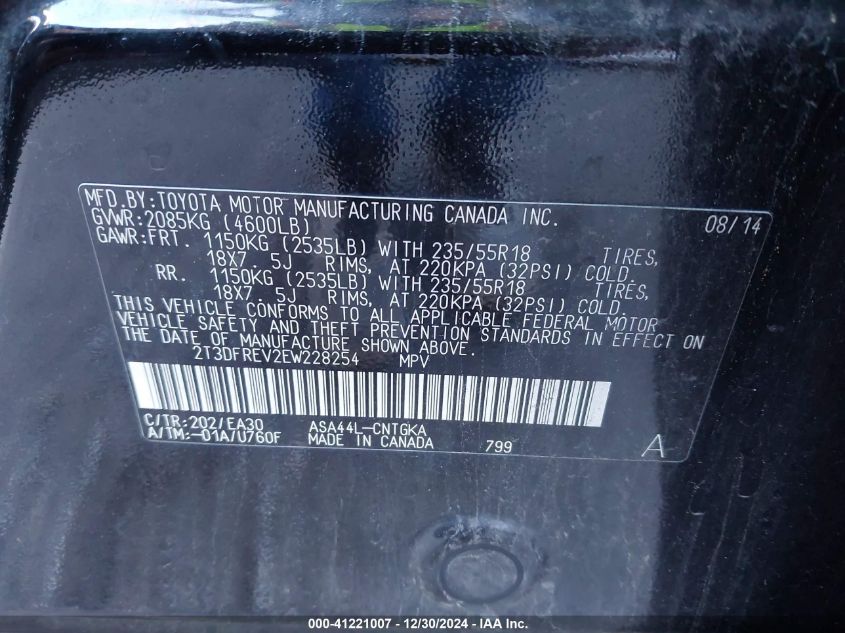 MFD.BY:TOYOTA MOTOR MANUFACTURING CANADA INC. 08/14
GVWR:2085KG (4600LB)
GAWR:FRT. 1150KG (2535LB) WITH 235/55R18 TIRES,
18X7 5J RIMS, AT 220KPA (32PSI) COLD,
RR. 1150KG (2535LB) WITH 235/55R18 TIRES,
18X7 5J RIMS, AT 220KPA (32PSI) COLD.
THIS VEHICLE CONFORMS TO ALL APPLICABLE FEDERAL MOTOR
VEHICLE SAFETY AND THEFT PREVENTION STANDARDS IN EFFECT ON
THE DATE OF MANUFACTURE SHOWN ABOVE.
2T3DFREV2EW228254 MPV
C/TR:202/EA30 ASA44L-CNTGKA
A/TM:-01A/U760F MADE IN CANADA 799 A
000-41221007 - 12/30/2024 - IAA Inc.